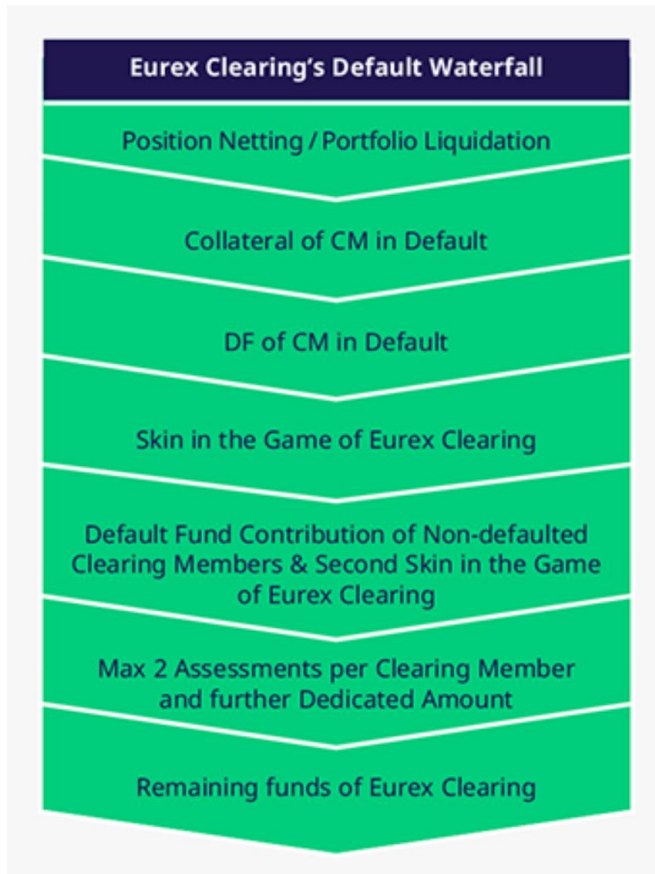 Eurex Clearing’s Default Waterfall
Position Netting / Portfolio Liquidation
Collateral of CM in Default
DF of CM in Default
Skin in the Game of Eurex Clearing
Default Fund Contribution of Non-defaulted
Clearing Members & Second Skin in the Game
of Eurex Clearing
Max 2 Assessments per Clearing Member
and further Dedicated Amount
Remaining funds of Eurex Clearing